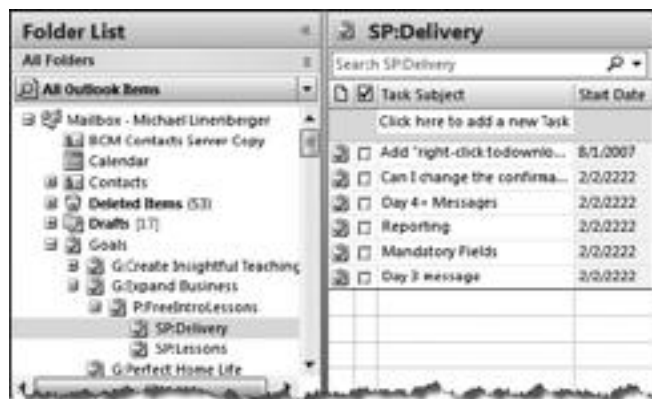 Folder List
All Folders
All Outlook Items
Mailbox - Michael Linenberger
BCM Contacts Server Copy
Calendar
Contacts
Deleted Items (53)
Drafts [17]
Goals
G:Create Insightful Teaching
G:Expand Business
P:FreeIntroLessons
SP:Delivery
SP:Lessons
G:Perfect Home Life
SP:Delivery
Search SP:Delivery
Task Subject Start Date
Click here to add a new Task
Add "right-click todownlo... 8/1/2007
Can I change the confirma... 2/2/2222
Day 4+ Messages 2/2/2222
Reporting 2/2/2222
Mandatory Fields 2/2/2222
Day 3 message 2/2/2222